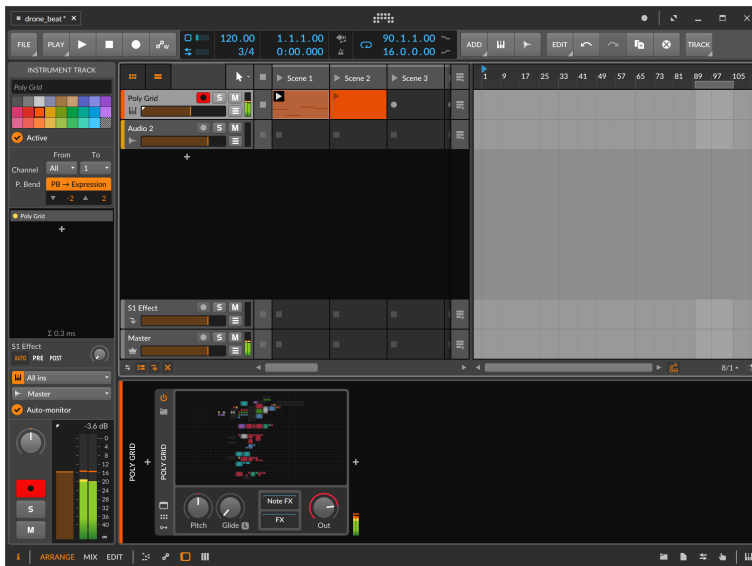 drone_beat*
FILE PLAY 120.00 1.1.1.00 90.1.1.0.00 ADD EDIT TRACK
3/4 0:00.000 16.0.0.00
INSTRUMENT TRACK
Poly Grid
Active
From To
Channel All 1
P. Bend PB → Expression
-2 2
Poly Grid
Σ 0.3 ms
S1 Effect
AUTO PRE POST
All ins
Master
Auto-monitor
-3.6 dB
0
4
8
12
16
20
24
28
32
36
40
∞
S
M
Scene 1 Scene 2 Scene 3
Poly Grid S M
Audio 2 S M
+
S1 Effect S M
Master S M
1 9 17 25 33 41 49 57 65 73 81 89 97 105
8/1
POLY GRID
+
POLY GRID
Pitch Glide L Note FX FX Out
+
i ARRANGE MIX EDIT